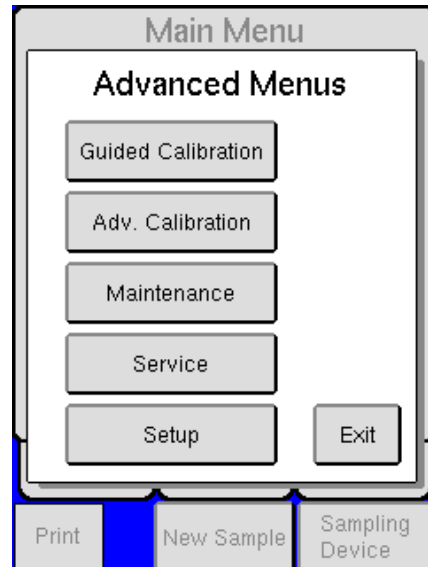 Main Menu
Advanced Menus
Guided Calibration
Adv. Calibration
Maintenance
Service
Setup
Exit
Print
New Sample
Sampling
Device